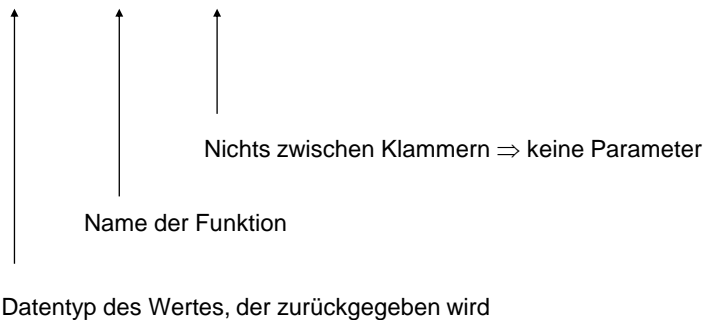 Nichts zwischen Klammern ⇒ keine Parameter
Name der Funktion
Datentyp des Wertes, der zurückgegeben wird